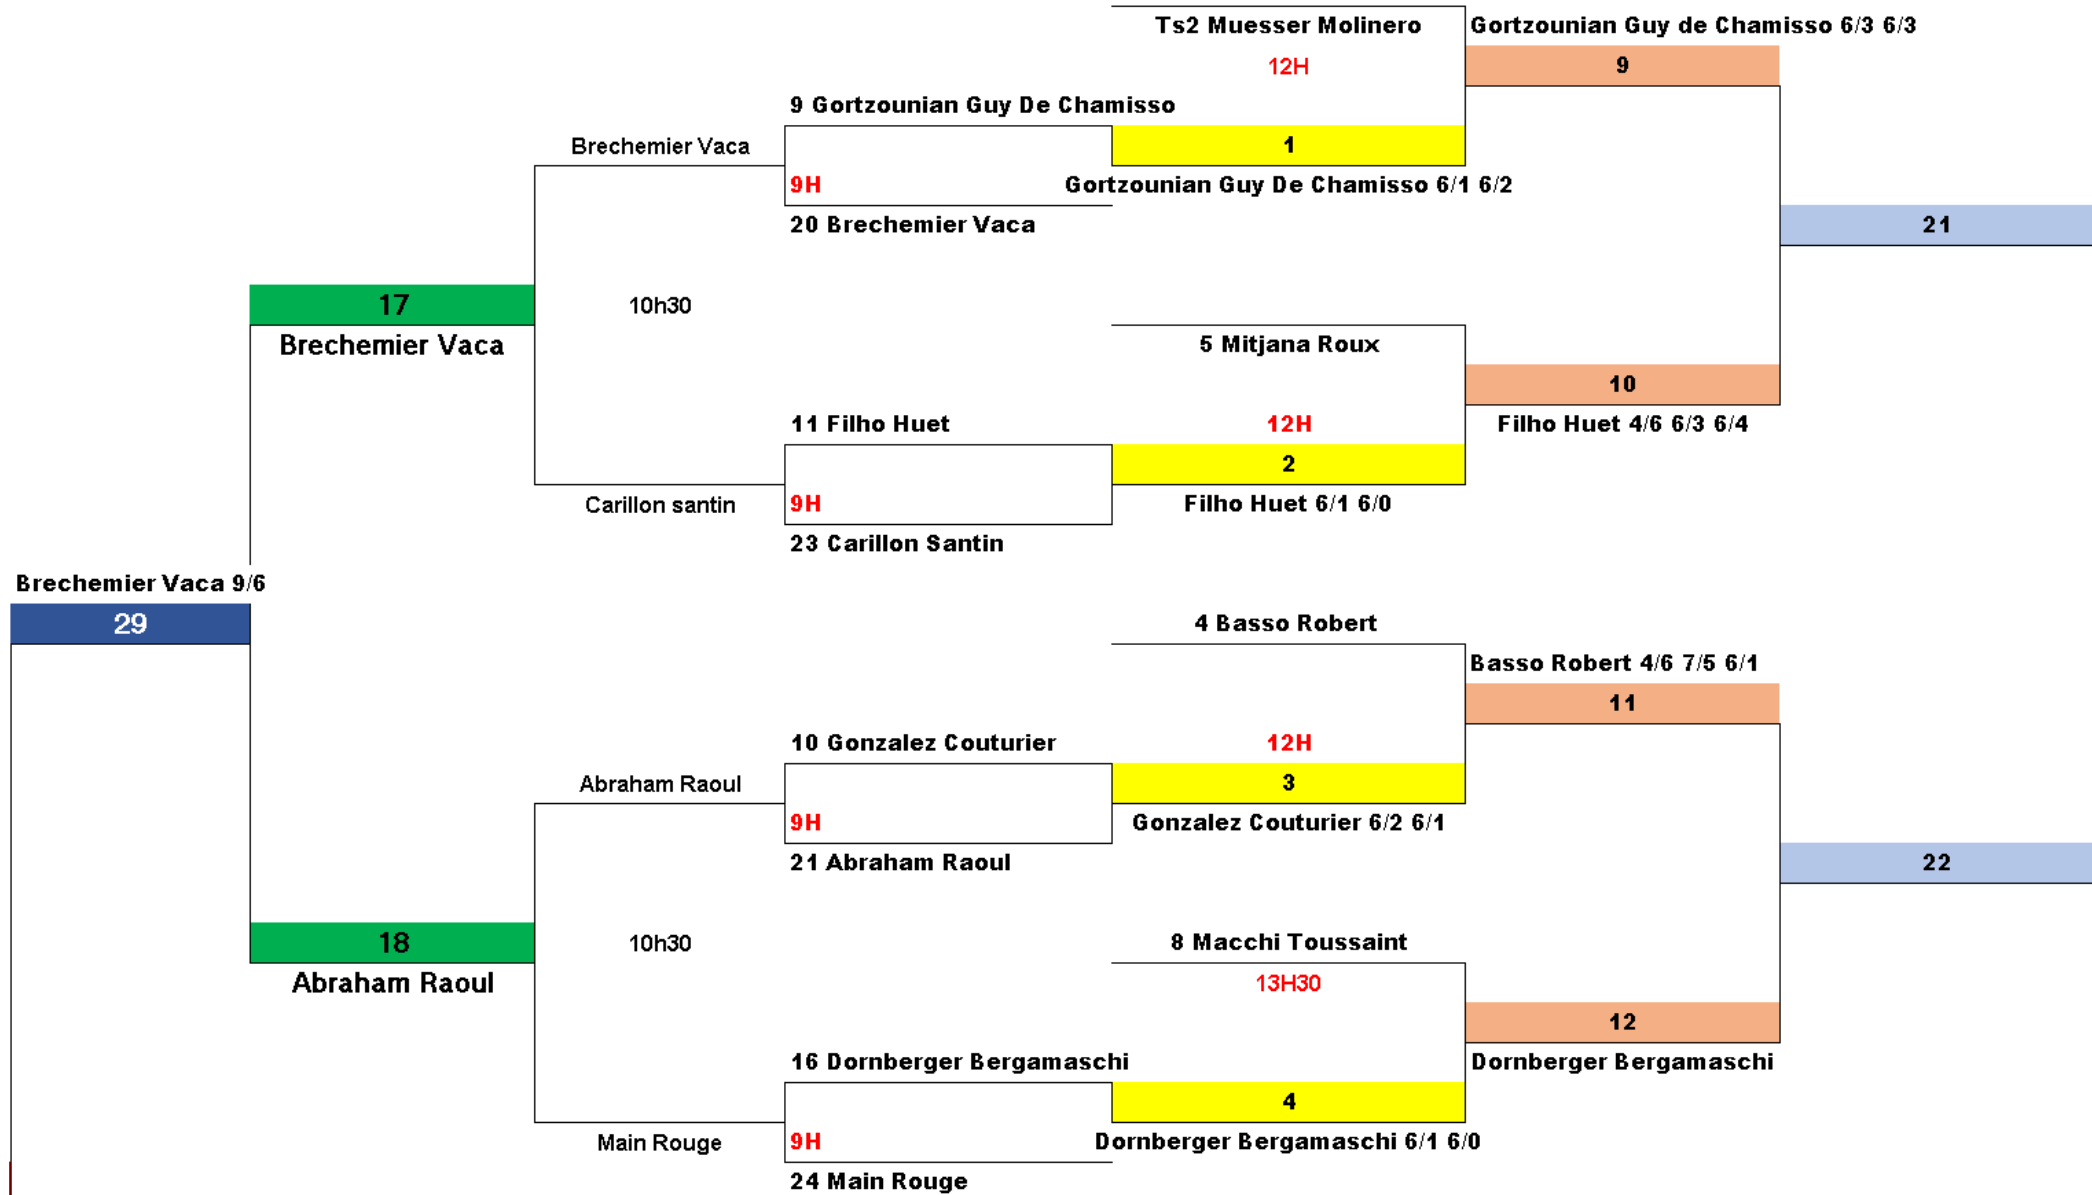 Ts2 Muesser Molinero
Gortzounian Guy de Chamisso 6/3 6/3
12H
9
9 Gortzounian Guy De Chamisso
Brechemier Vaca
1
9H
Gortzounian Guy De Chamisso 6/1 6/2
20 Brechemier Vaca
21
17
10h30
Brechemier Vaca
5 Mitjana Roux
10
11 Filho Huet
12H
Filho Huet 4/6 6/3 6/4
2
Carillon santin
9H
Filho Huet 6/1 6/0
23 Carillon Santin
Brechemier Vaca 9/6
29
4 Basso Robert
Basso Robert 4/6 7/5 6/1
11
10 Gonzalez Couturier
12H
Abraham Raoul
3
9H
Gonzalez Couturier 6/2 6/1
21 Abraham Raoul
22
18
10h30
8 Macchi Toussaint
Abraham Raoul
13H30
12
16 Dornberger Bergamaschi
Dornberger Bergamaschi
4
Main Rouge
9H
Dornberger Bergamaschi 6/1 6/0
24 Main Rouge